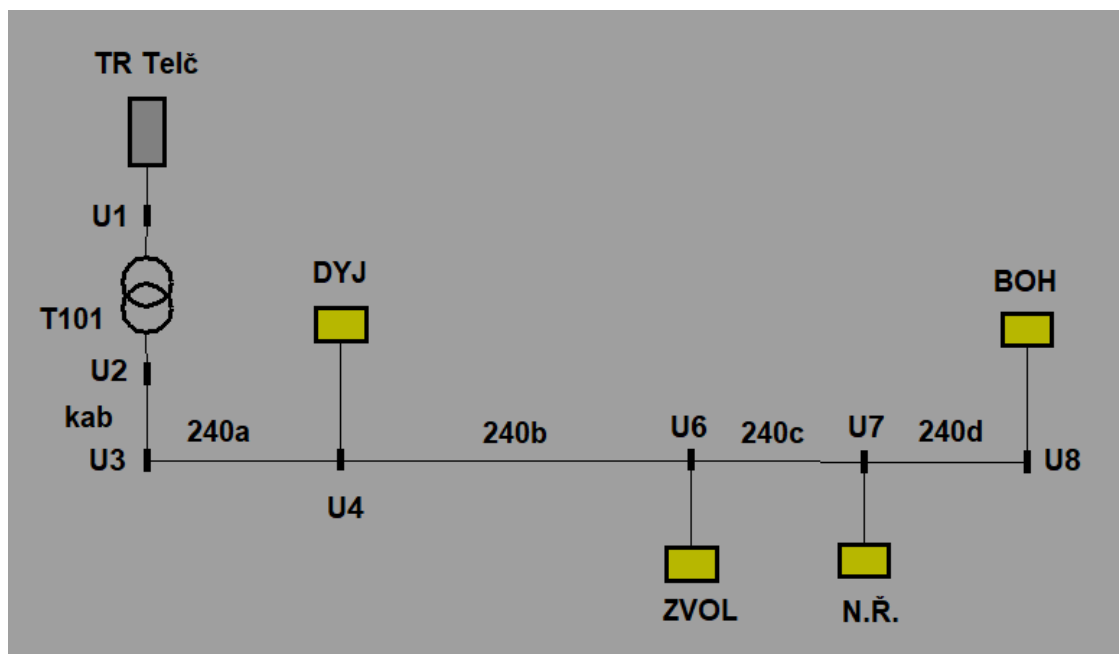 TR Telč
U1
DYJ
BOH
T101
U2
kab
240a
240b
U6
240c
U7
240d
U3
U8
U4
ZVOL
N.Ř.